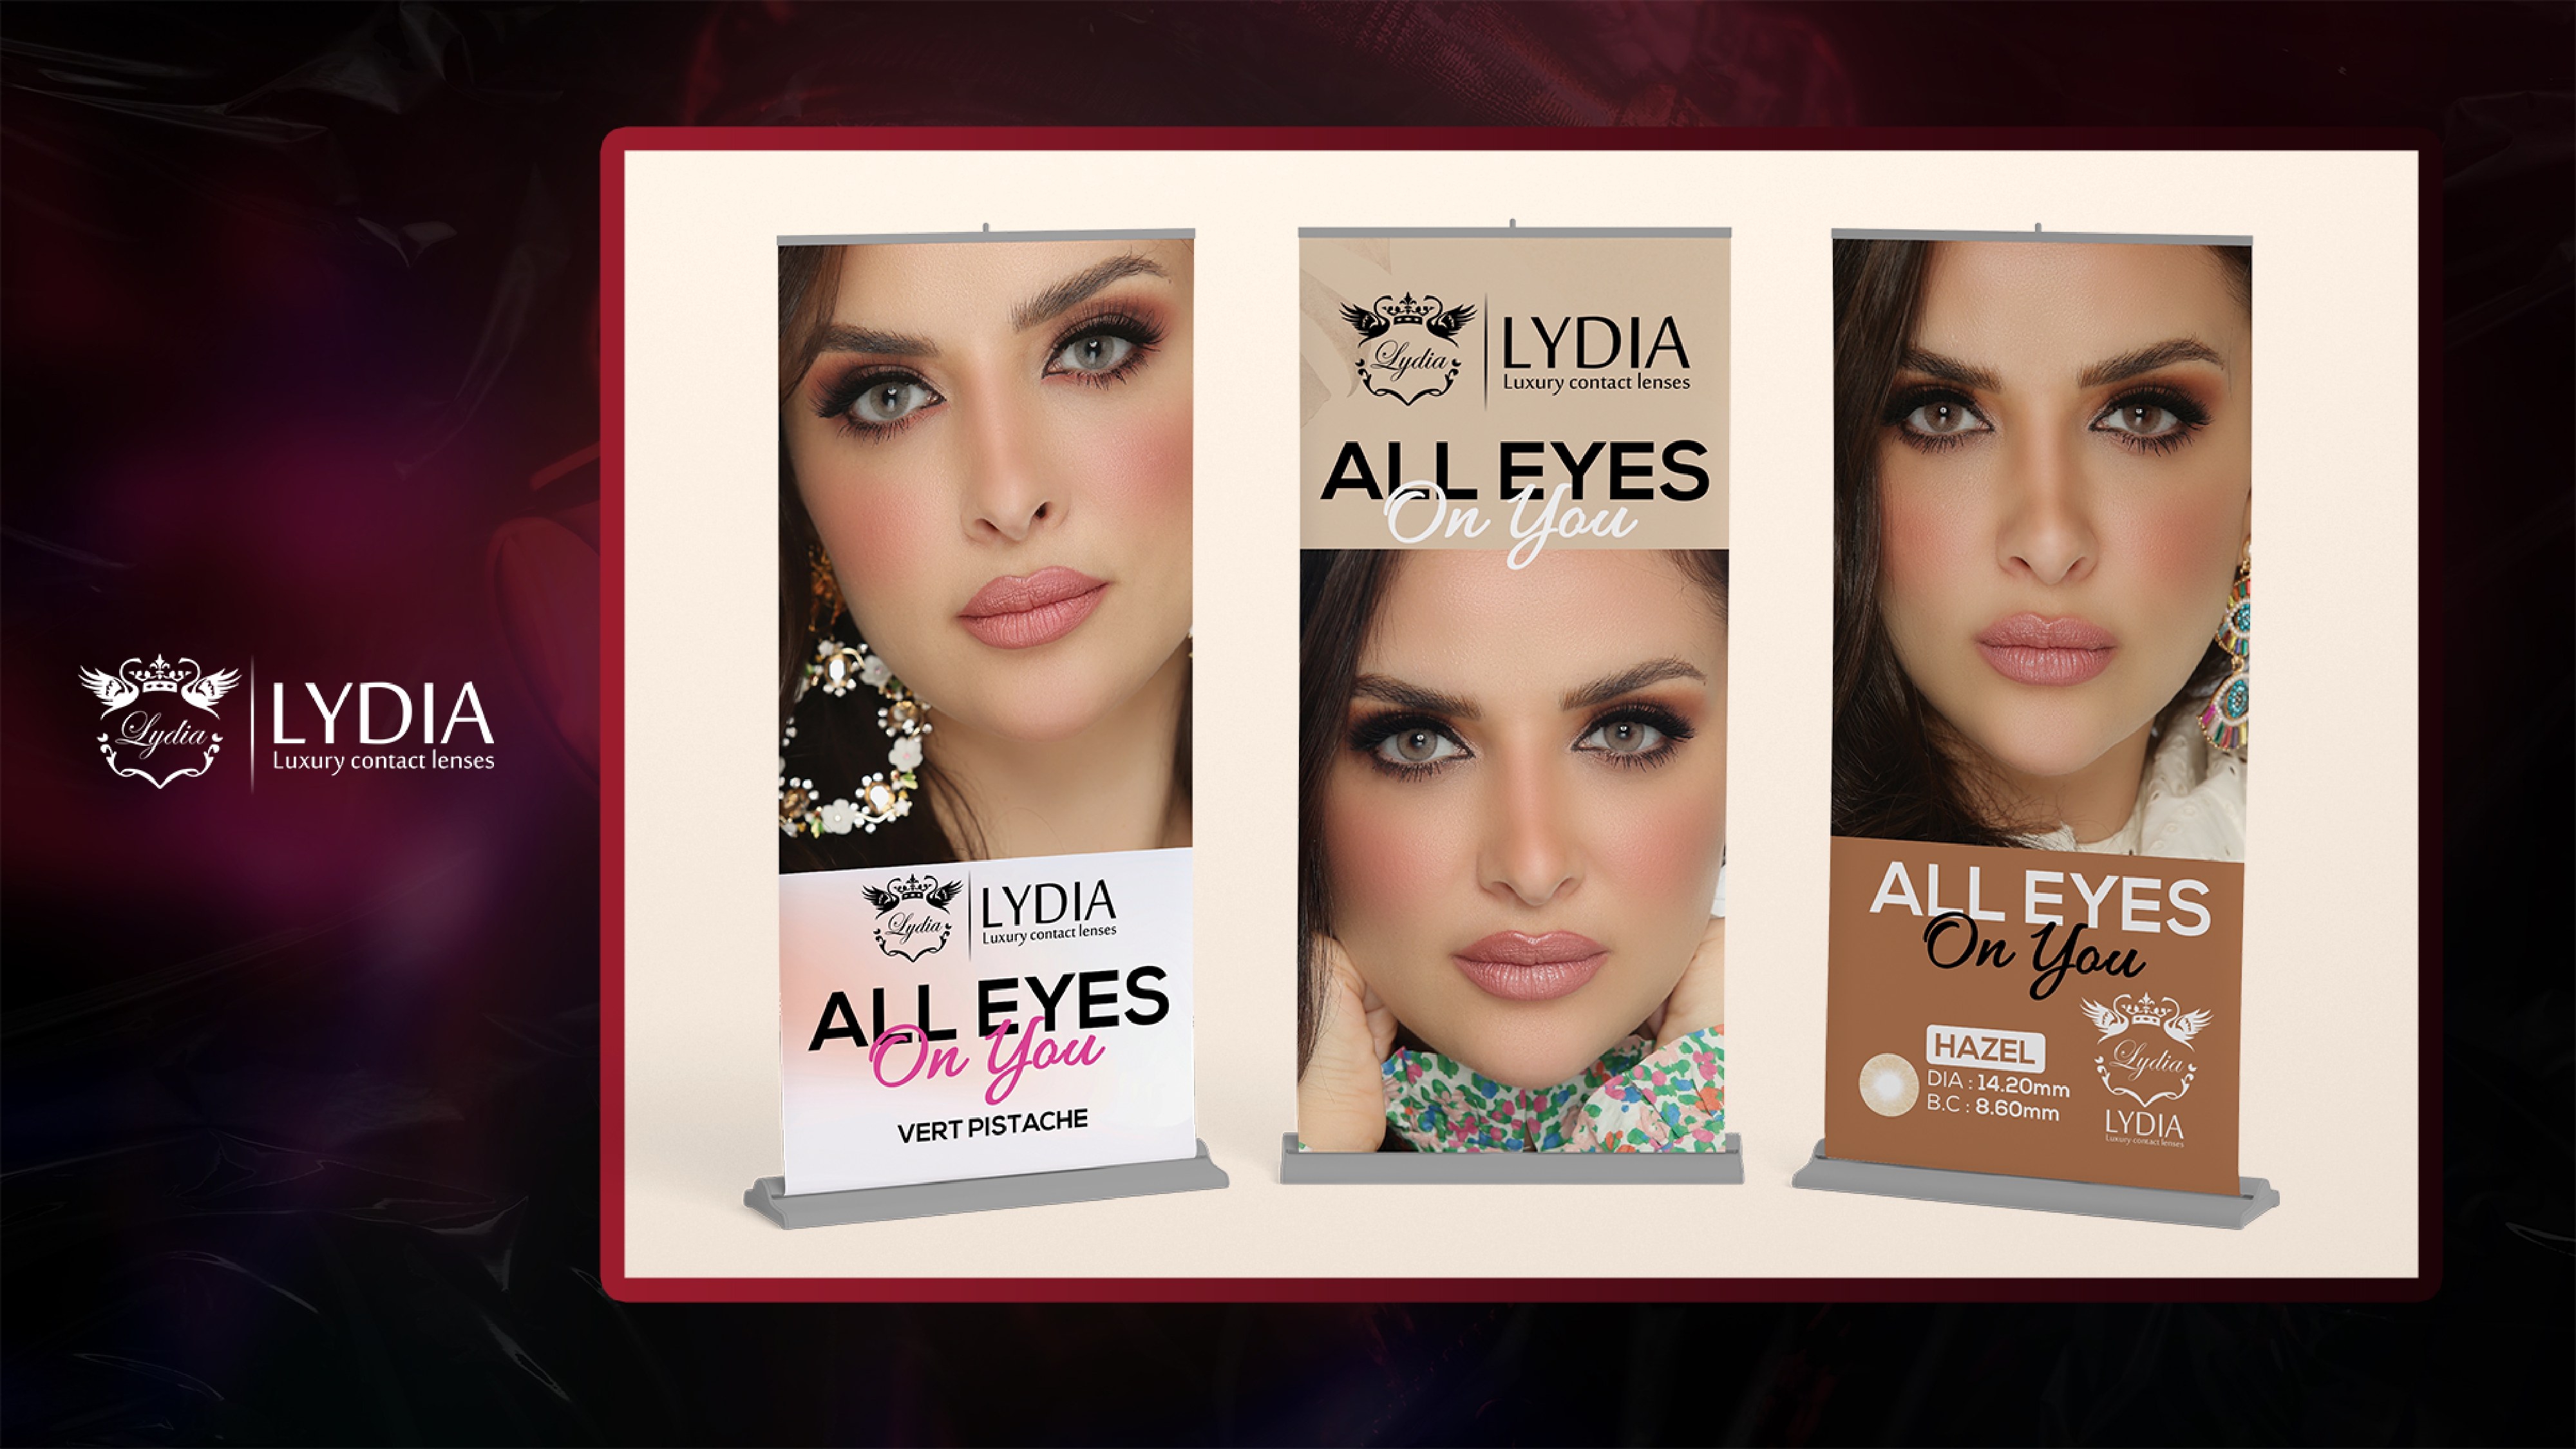 Lydia
LYDIA
Luxury contact lenses
Lydia
LYDIA
Luxury contact lenses
ALL EYES
On You
VERT PISTACHE
Lydia
LYDIA
Luxury contact lenses
ALL EYES
On You
ALL EYES
On You
HAZEL
DIA : 14.20mm
B.C : 8.60mm
Lydia
LYDIA
Luxury contact lenses